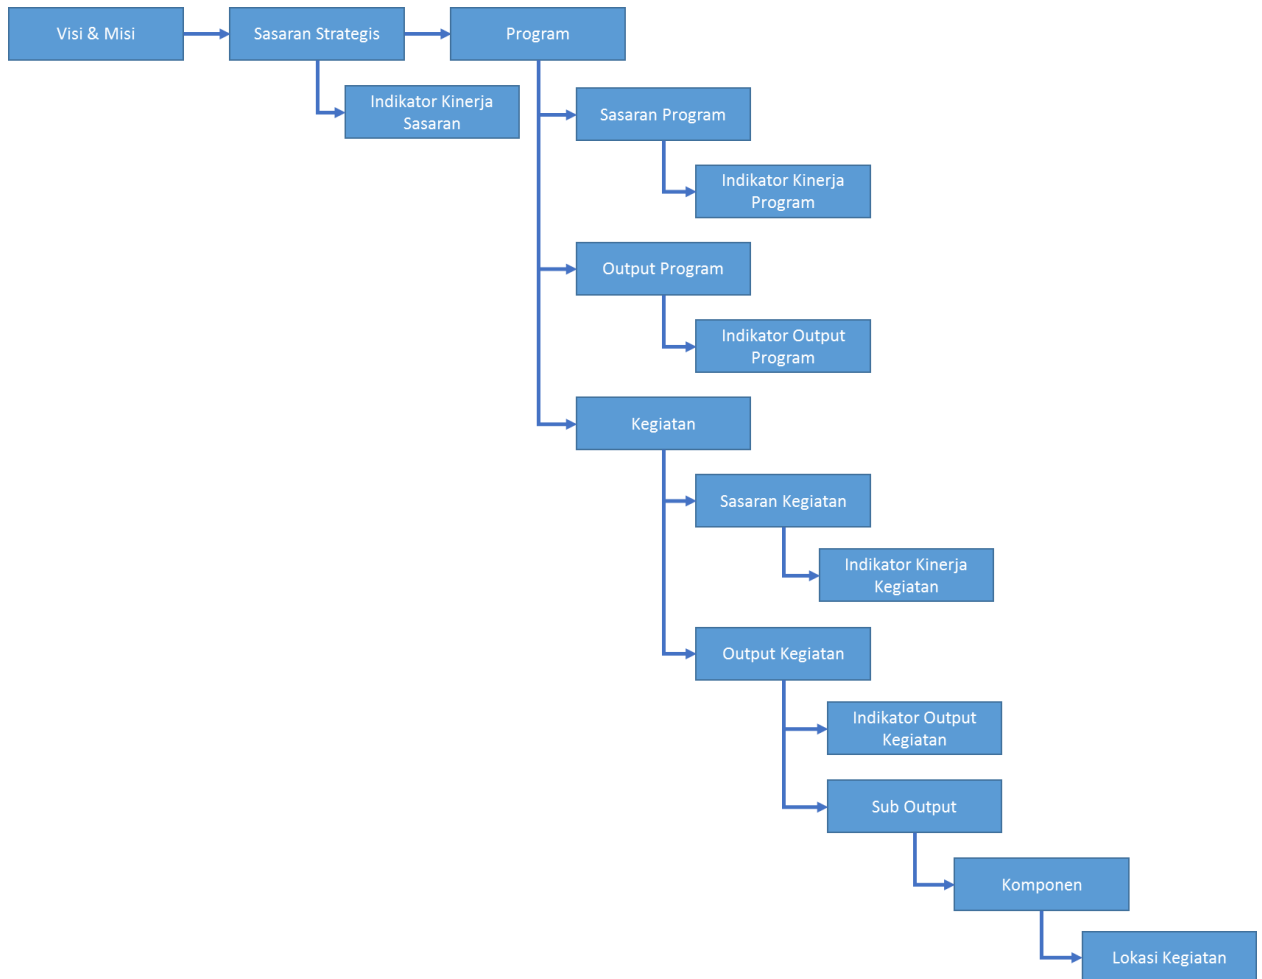 Visi & Misi
Sasaran Strategis
Program
Indikator Kinerja
Sasaran
Sasaran Program
Indikator Kinerja
Program
Output Program
Indikator Output
Program
Kegiatan
Sasaran Kegiatan
Indikator Kinerja
Kegiatan
Output Kegiatan
Indikator Output
Kegiatan
Sub Output
Komponen
Lokasi Kegiatan